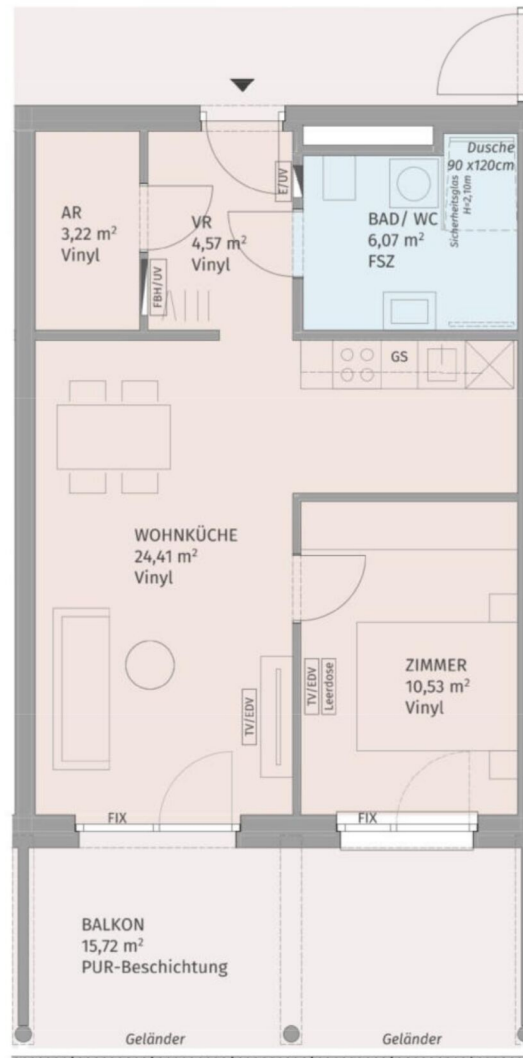 Dusche
90 x120cm
Sicherheitsglas
H=2,10m
E/UV
AR
3,22 m²
Vinyl
VR
4,57 m²
Vinyl
BAD/ WC
6,07 m²
FSZ
FBH/UV
GS
WOHNKÜCHE
24,41 m²
Vinyl
ZIMMER
10,53 m²
Vinyl
TV/EDV
TV/EDV
Leerdose
FIX
FIX
BALKON
15,72 m²
PUR-Beschichtung
Geländer
Geländer